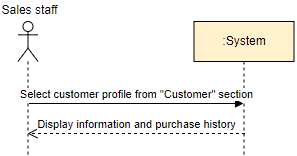 Sales staff
:System
Select customer profile from "Customer" section
Display information and purchase history